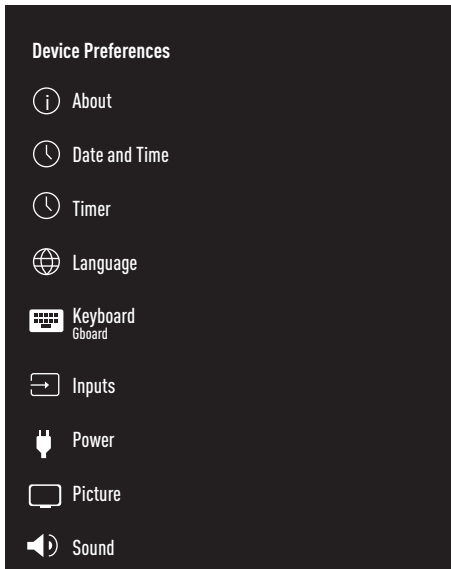 Device Preferences
About
Date and Time
Timer
Language
Keyboard
Gboard
Inputs
Power
Picture
Sound